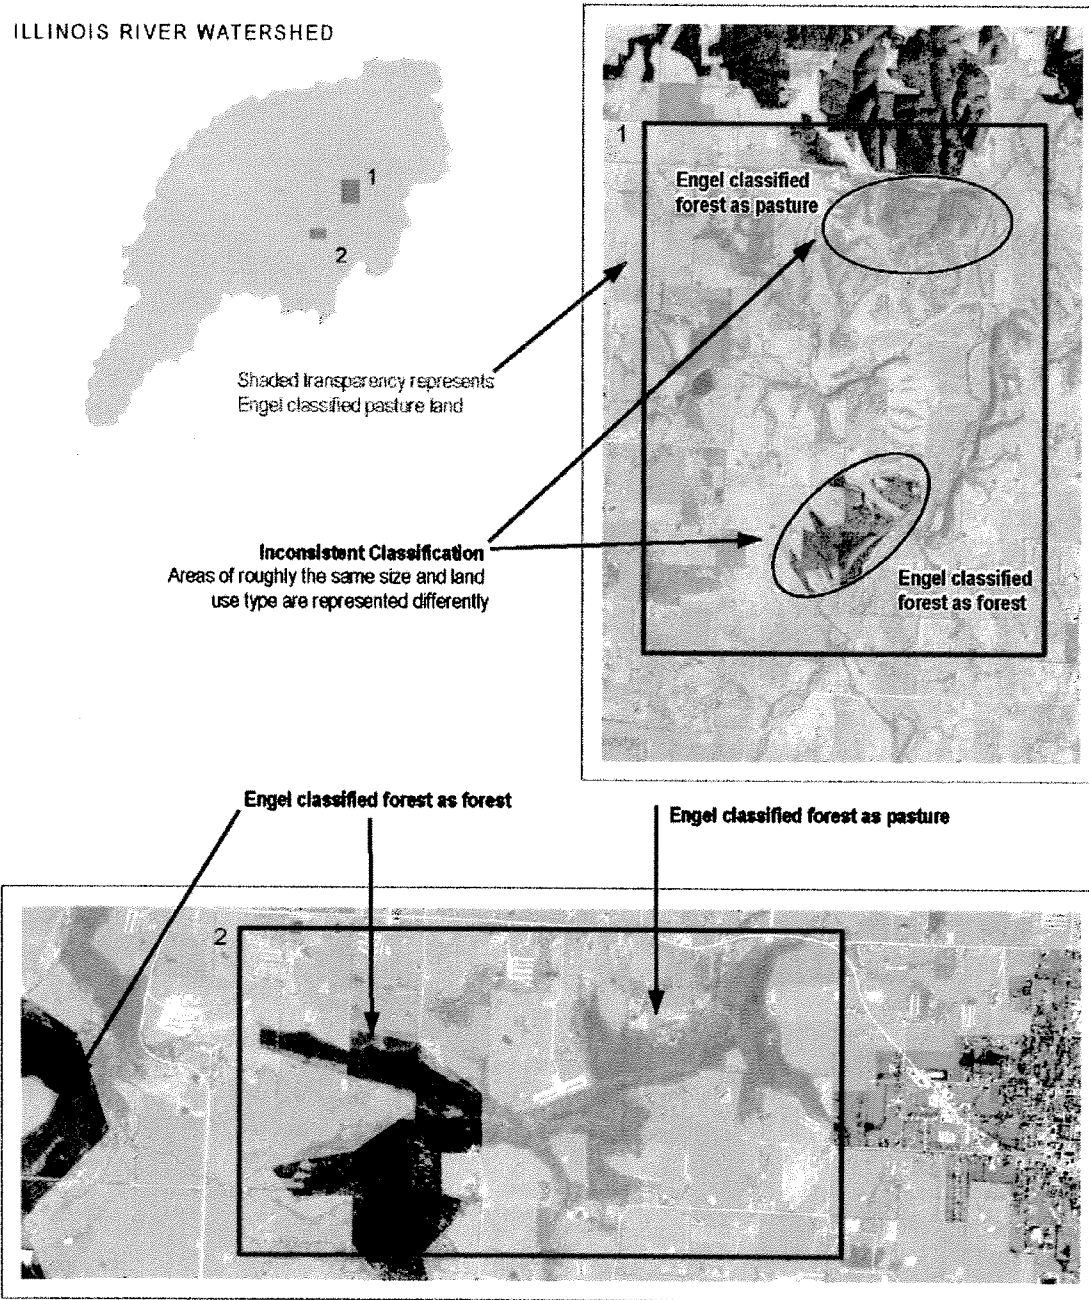 ILLINOIS RIVER WATERSHED
1
2
1
Engel classified
forest as pasture
Shaded transparency represents
Engel classified pasture land
Inconsistent Classification
Areas of roughly the same size and land
use type are represented differently
Engel classified
forest as forest
Engel classified forest as forest
Engel classified forest as pasture
2